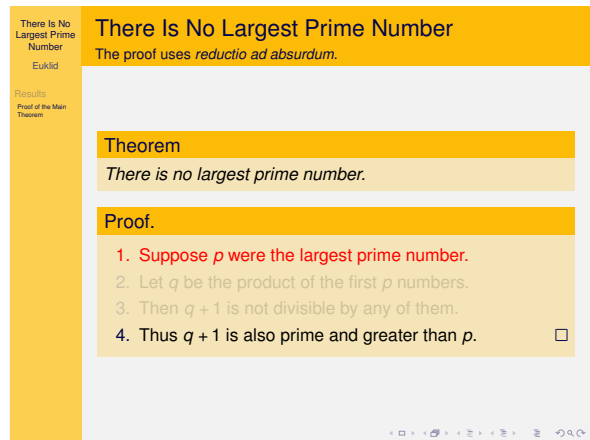 There Is No
Largest Prime
Number
Euklid
Results
Proof of the Main
Theorem
There Is No Largest Prime Number
The proof uses reductio ad absurdum.
Theorem
There is no largest prime number.
Proof.
1. Suppose p were the largest prime number.
2. Let q be the product of the first p numbers.
3. Then q + 1 is not divisible by any of them.
4. Thus q + 1 is also prime and greater than p. □